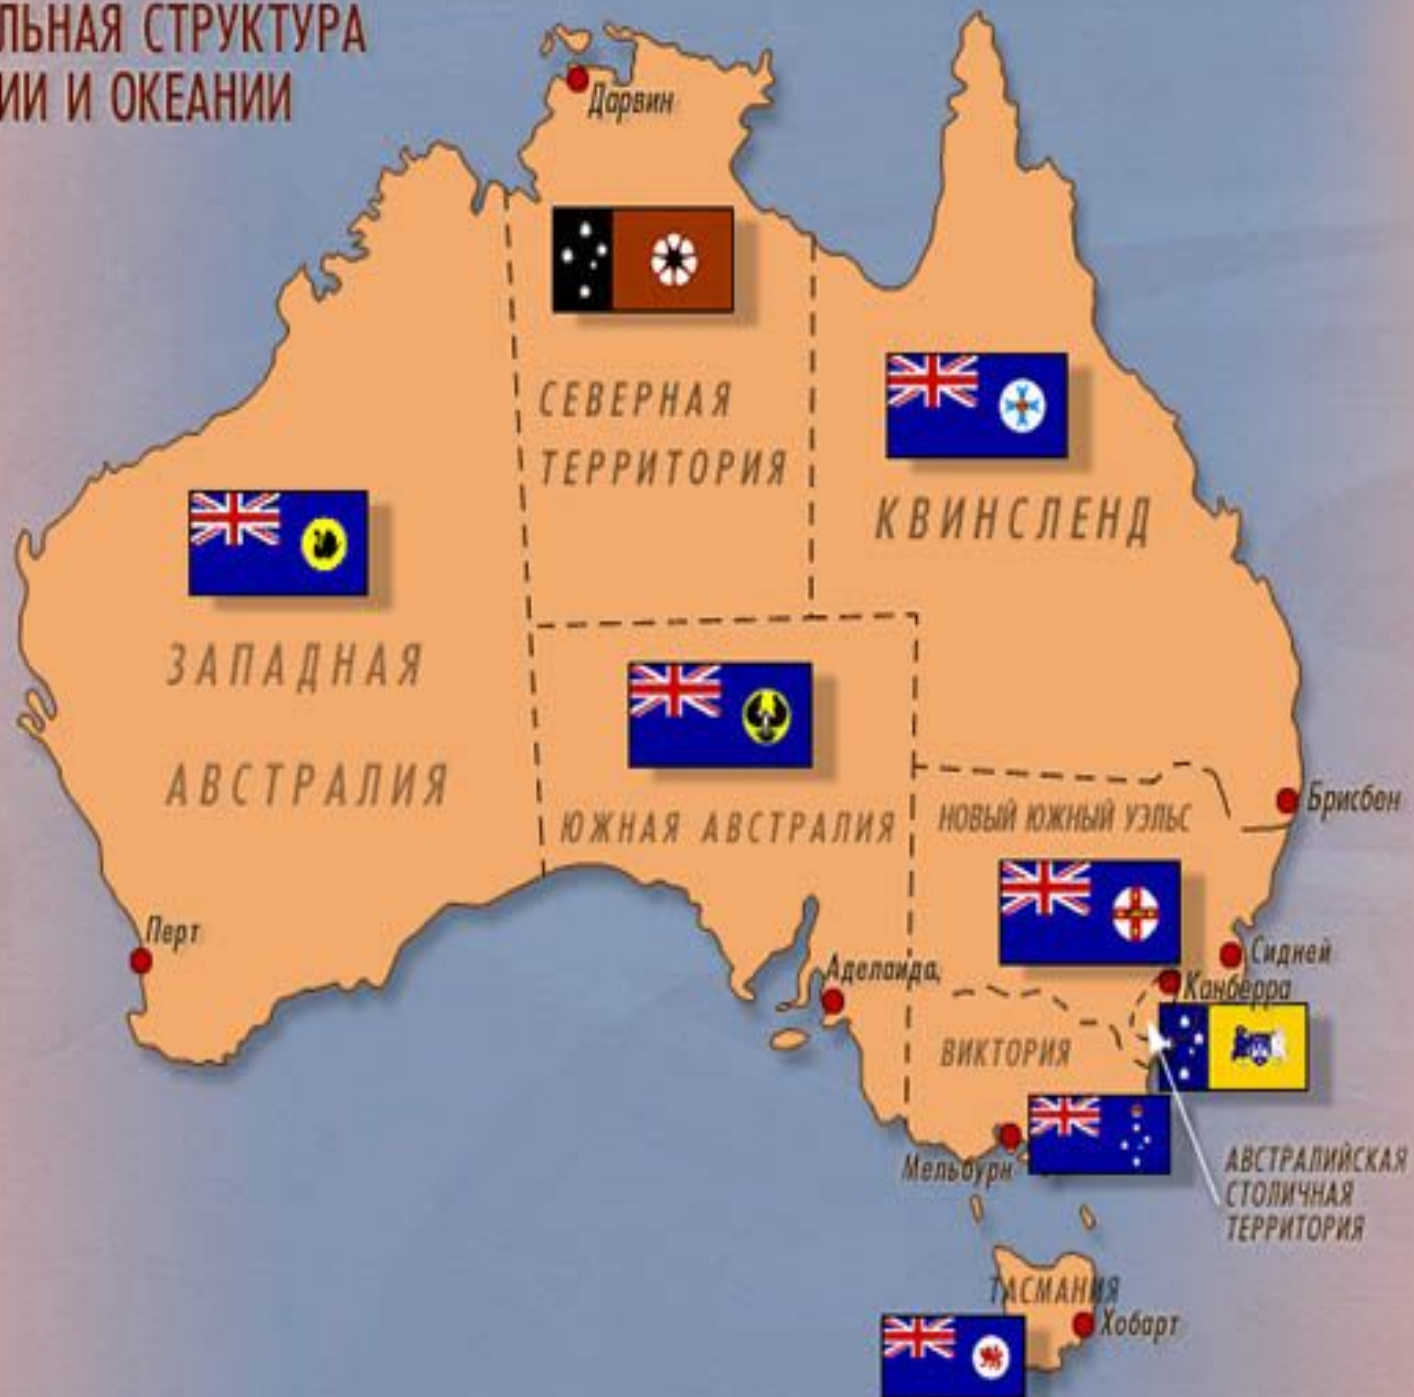 ЛЬНАЯ СТРУКТУРА
ИИ И ОКЕАНИИ
Дарвин
СЕВЕРНАЯ
ТЕРРИТОРИЯ
КВИНСЛЕНД
ЗАПАДНАЯ
АВСТРАЛИЯ
ЮЖНАЯ АВСТРАЛИЯ
НОВЫЙ ЮЖНЫЙ УЭЛЬС
Брисбен
Перт
Аделаида
Сидней
Канберра
ВИКТОРИЯ
Мельбурн
АВСТРАЛИЙСКАЯ
СТОЛИЧНАЯ
ТЕРРИТОРИЯ
ТАСМАНИЯ
Хобарт